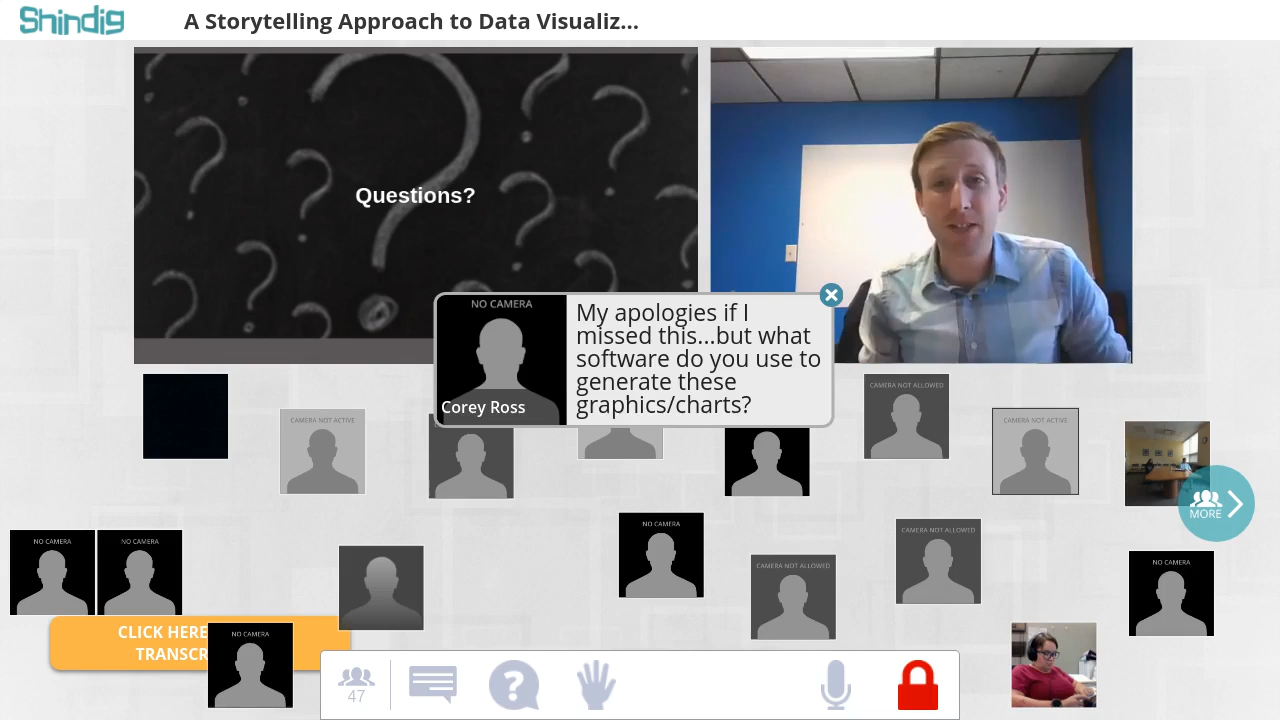 Shindig
A Storytelling Approach to Data Visualiz...
Questions?
NO CAMERA
My apologies if I
missed this...but what
software do you use to
generate these
graphics/charts?
Corey Ross
CAMERA NOT ACTIVE
CAMERA NOT ALLOWED
CAMERA NOT ACTIVE
MORE
NO CAMERA
CAMERA NOT ALLOWED
NO CAMERA
NO CAMERA
CAMERA NOT ALLOWED
NO CAMERA
CLICK HERE
TRANSCR
NO CAMERA
47